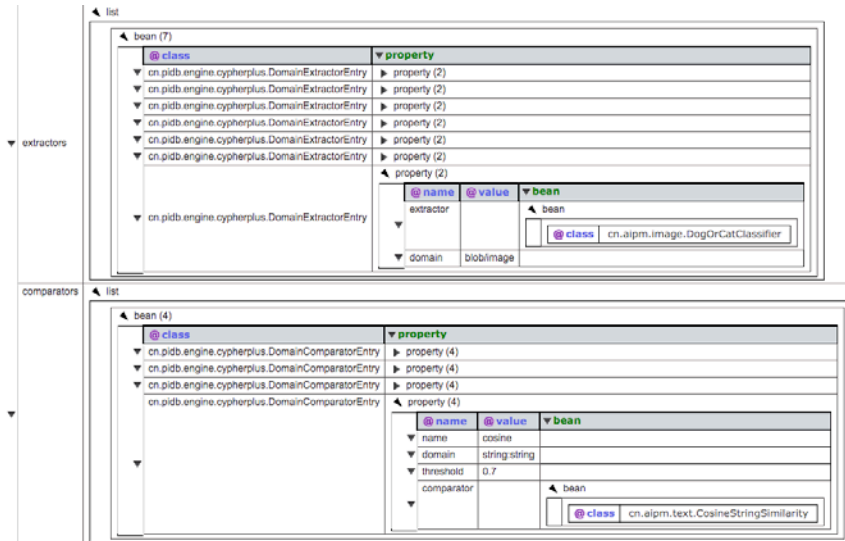 list
bean (7)
@ class property
cn.pidb.engine.cypherplus.DomainExtractorEntry property (2)
cn.pidb.engine.cypherplus.DomainExtractorEntry property (2)
cn.pidb.engine.cypherplus.DomainExtractorEntry property (2)
cn.pidb.engine.cypherplus.DomainExtractorEntry property (2)
extractors cn.pidb.engine.cypherplus.DomainExtractorEntry property (2)
cn.pidb.engine.cypherplus.DomainExtractorEntry property (2)
property (2)
@ name @ value bean
extractor bean
cn.pidb.engine.cypherplus.DomainExtractorEntry
@ class cn.aipm.image.DogOrCatClassifier
domain blob/image
comparators list
bean (4)
@ class property
cn.pidb.engine.cypherplus.DomainComparatorEntry property (4)
cn.pidb.engine.cypherplus.DomainComparatorEntry property (4)
cn.pidb.engine.cypherplus.DomainComparatorEntry property (4)
cn.pidb.engine.cypherplus.DomainComparatorEntry property (4)
@ name @ value bean
name cosine
domain string:string
threshold 0.7
comparator bean
@ class cn.aipm.text.CosineStringSimilarity